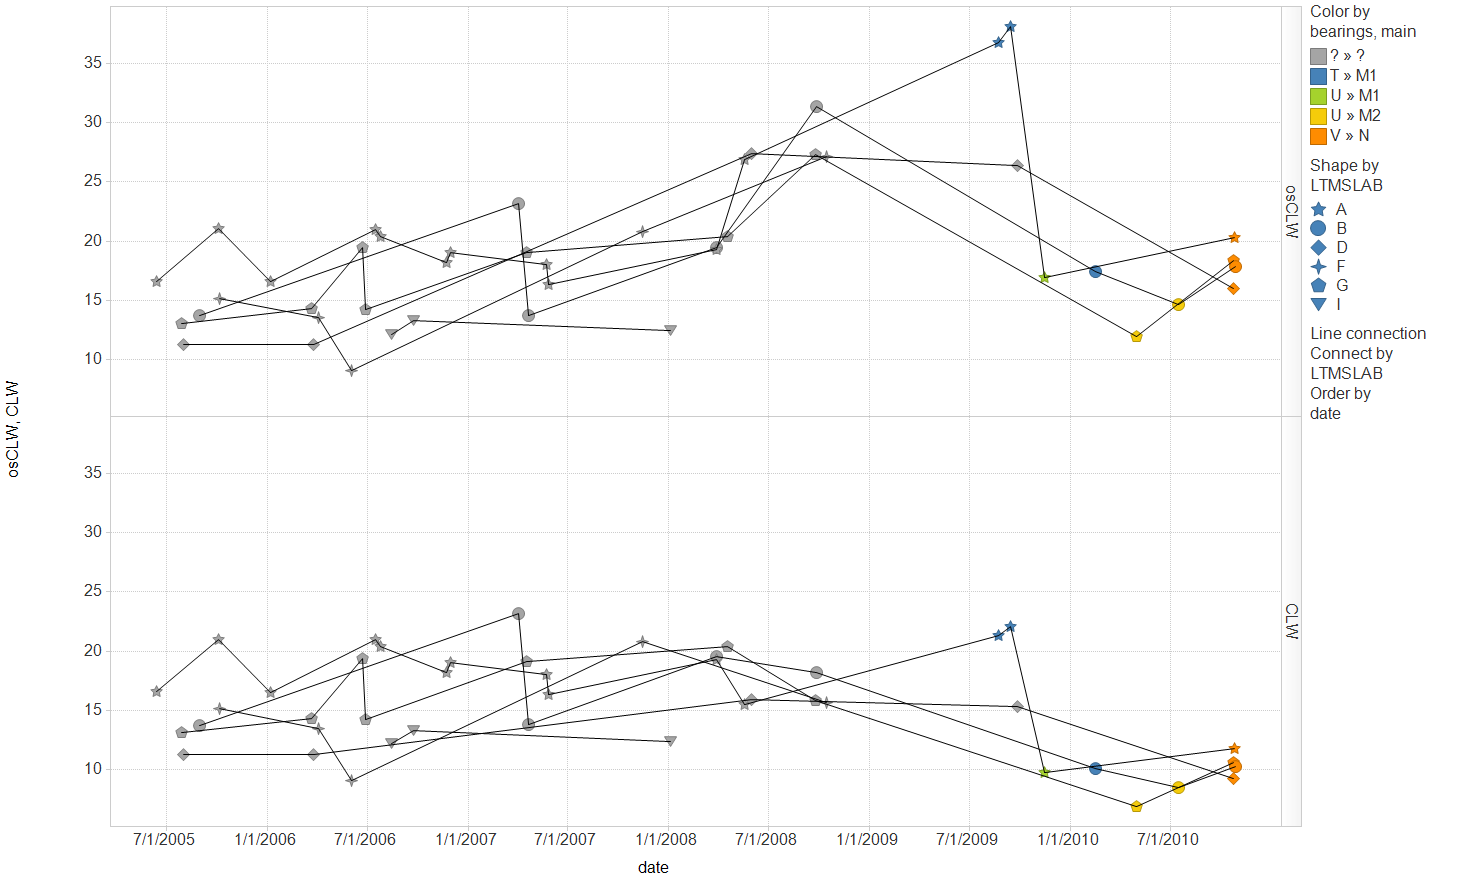 osCLW, CLW
35
30
25
20
15
10
osCLW
35
30
25
20
15
10
CLW
7/1/2005
1/1/2006
7/1/2006
1/1/2007
7/1/2007
1/1/2008
7/1/2008
1/1/2009
7/1/2009
1/1/2010
7/1/2010
date
Color by
bearings, main
? » ?
T » M1
U » M1
U » M2
V » N
Shape by
LTMSLAB
A
B
D
F
G
I
Line connection
Connect by
LTMSLAB
Order by
date